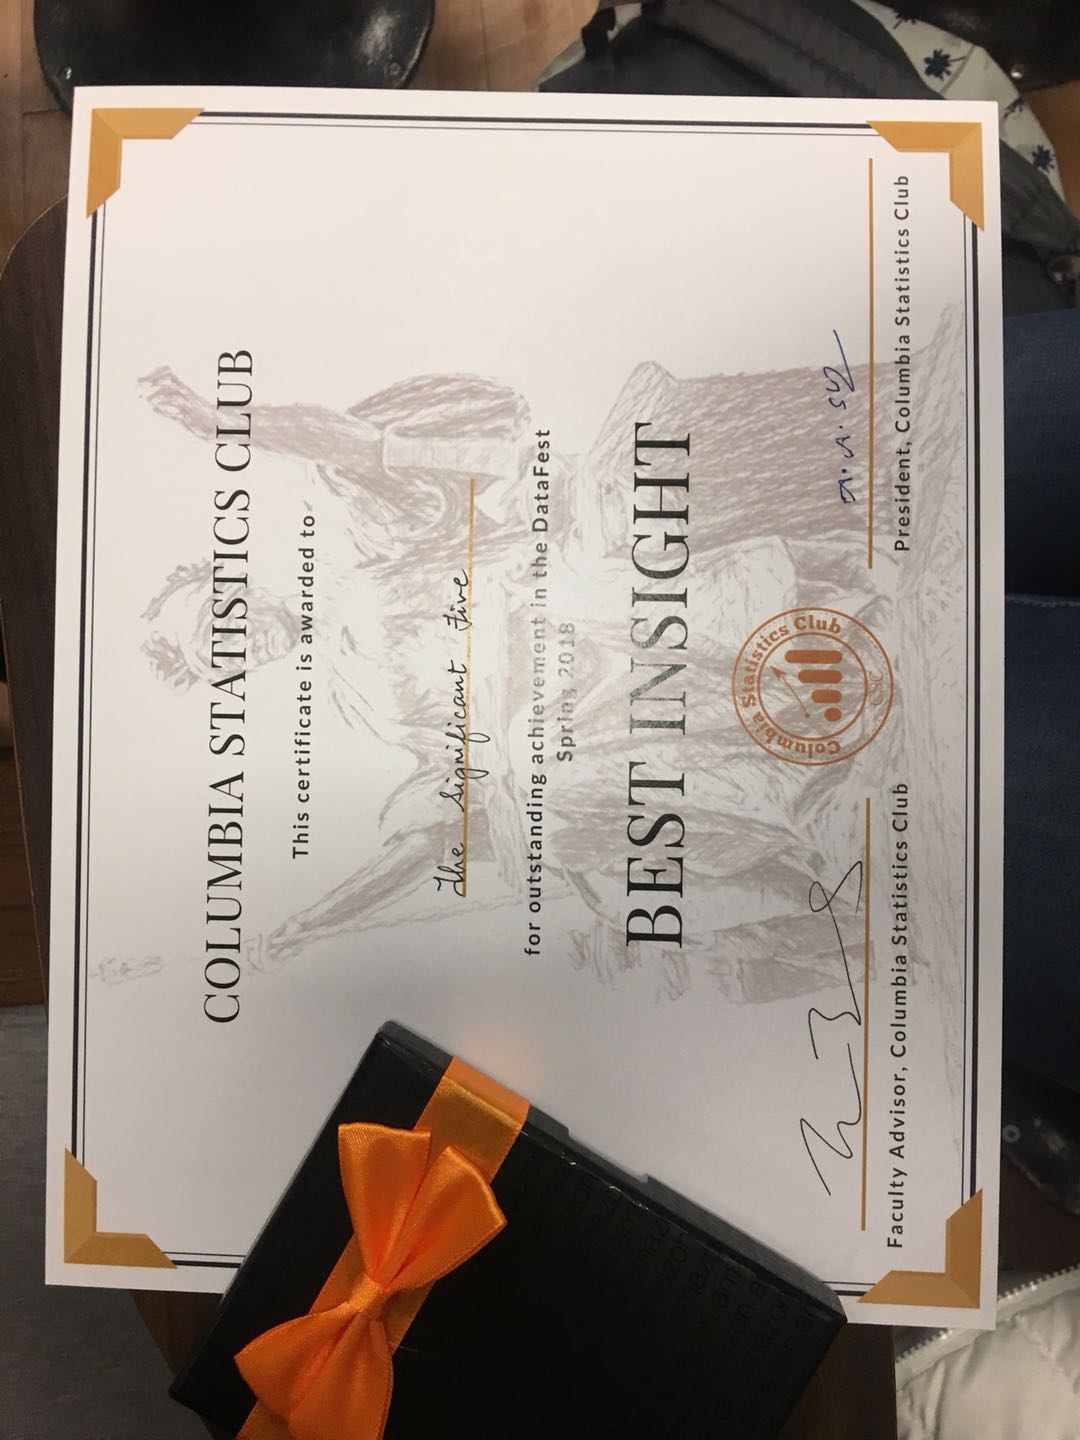 COLUMBIA STATISTICS CLUB
This certificate is awarded to
The Significant Five
for outstanding achievement in the DataFest
Spring 2018
BEST INSIGHT
Columbia Statistics Club
CSC
Faculty Advisor, Columbia Statistics Club
President, Columbia Statistics Club
amazon